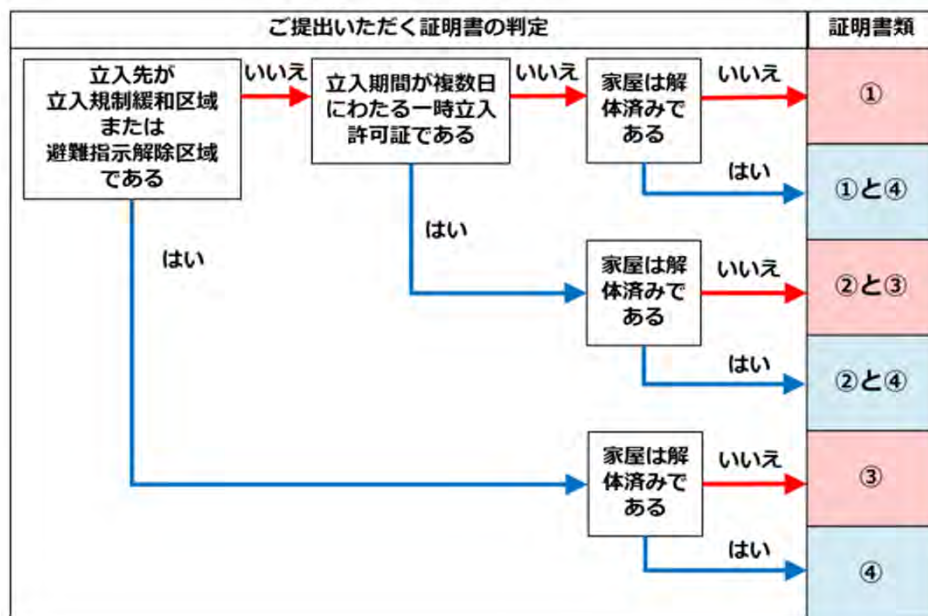 ご提出いただく証明書の判定
証明書類
立入先が
立入規制緩和区域
または
避難指示解除区域
である
いいえ
立入期間が複数日
にわたる一時立入
許可証である
いいえ
家屋は解
体済みで
ある
いいえ
①
はい
①と④
はい
はい
家屋は解
体済みで
ある
いいえ
②と③
はい
②と④
家屋は解
体済みで
ある
いいえ
③
はい
④